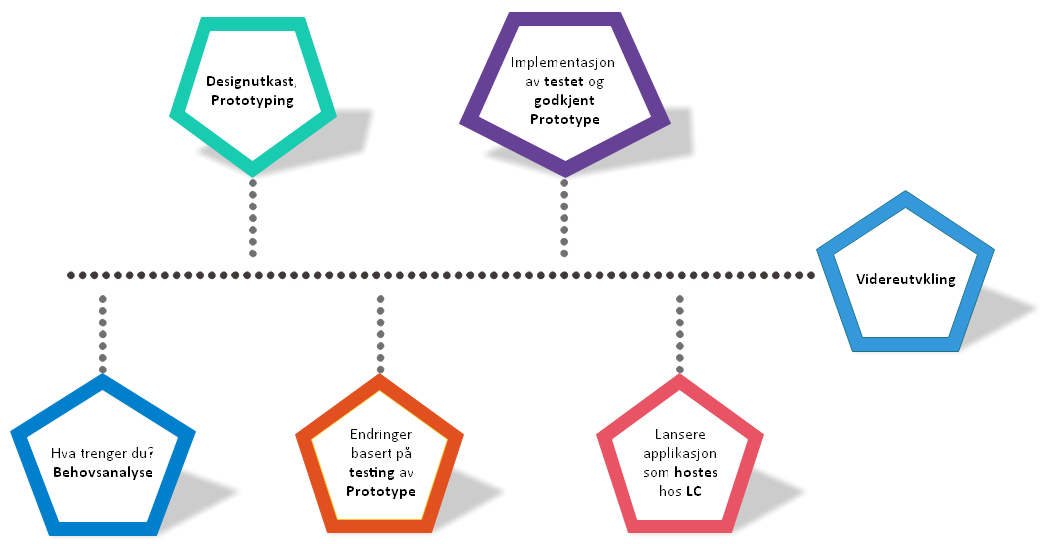 Designutkast,
Prototyping
Implementasjon
av testet og
godkjent
Prototype
Videreutvkling
Hva trenger du?
Behovsanalyse
Endringer
basert på
testing av
Prototype
Lansere
applikasjon
som hostes
hos LC